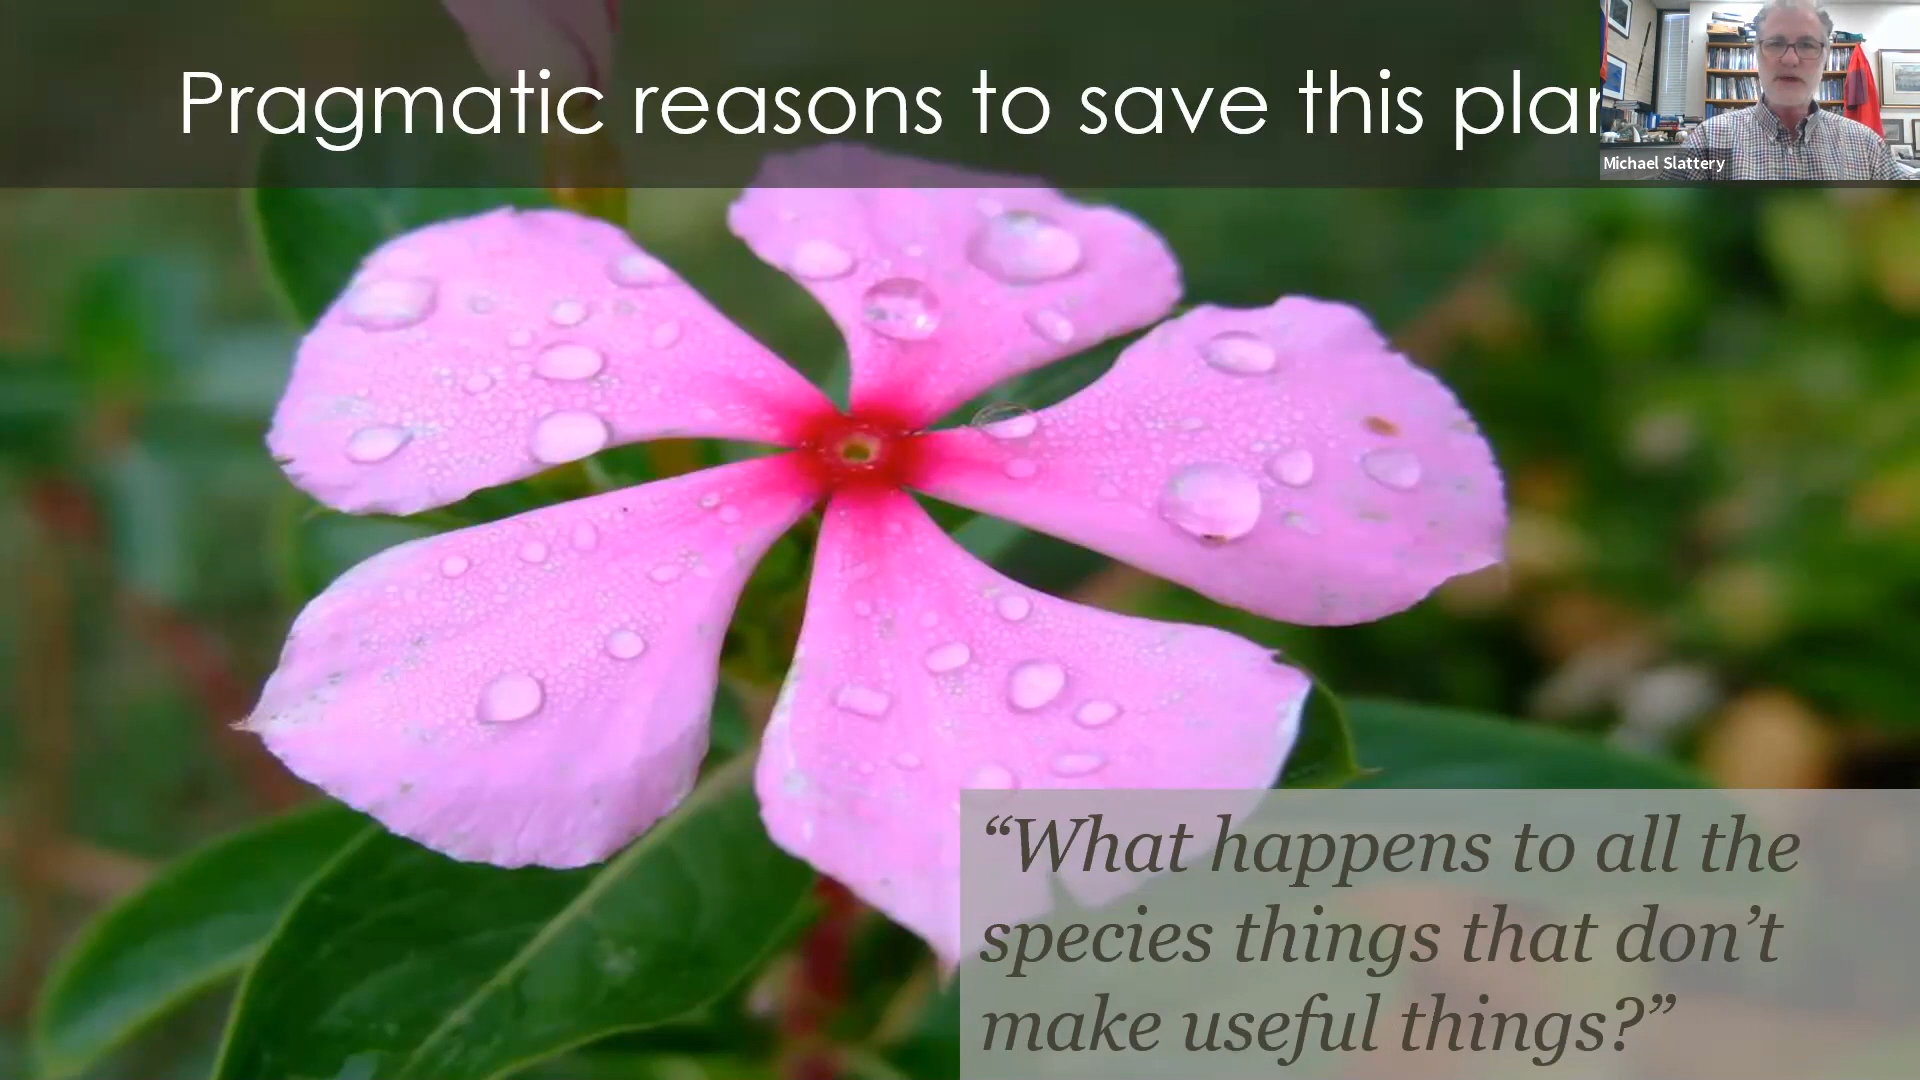 Pragmatic reasons to save this plan
Michael Slattery
“What happens to all the
species things that don’t
make useful things?”